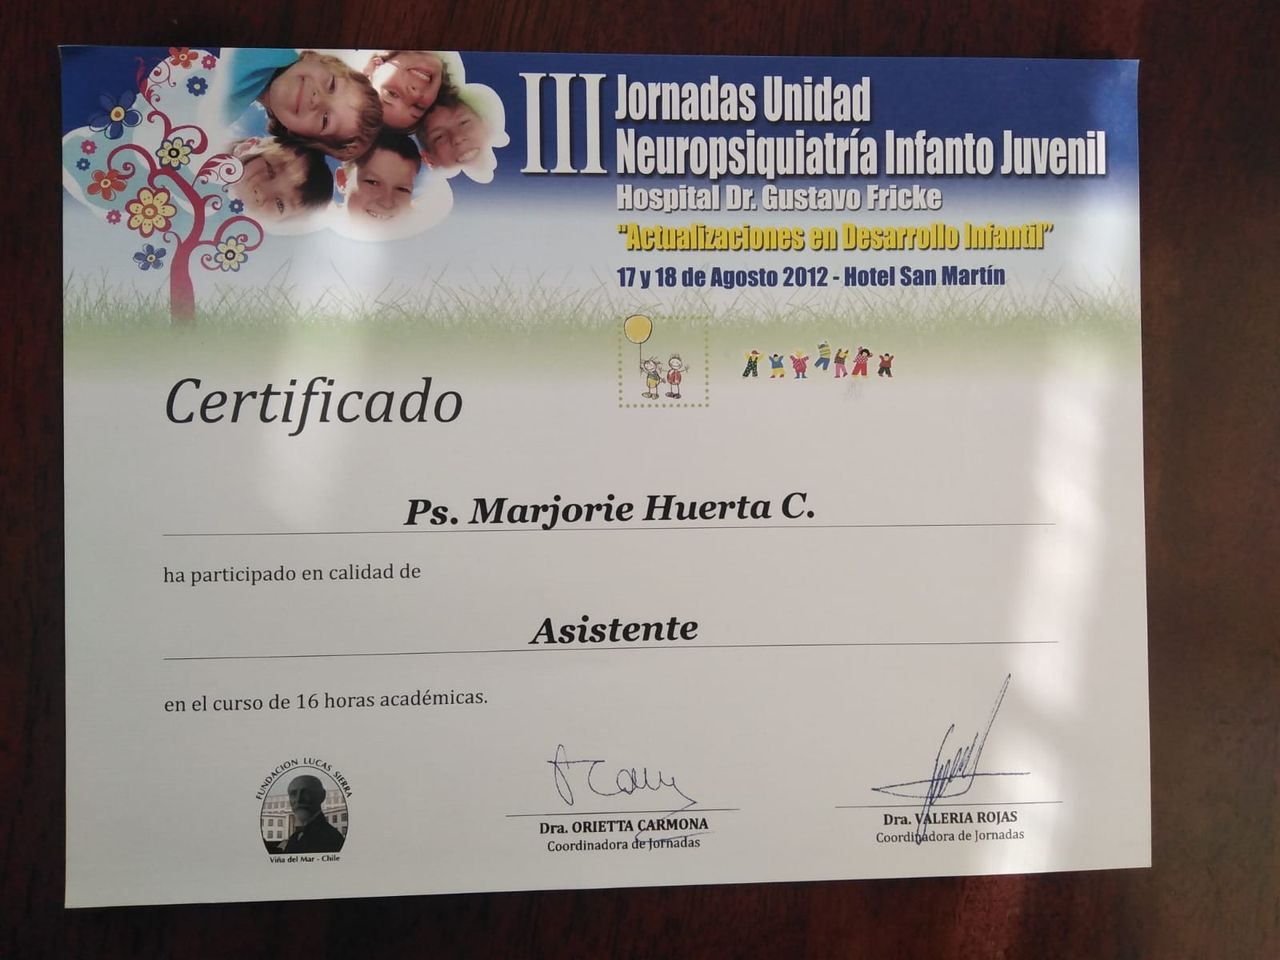 III Jornadas Unidad
Neuropsiquiatría Infanto Juvenil
Hospital Dr. Gustavo Fricke
"Actualizaciones en Desarrollo Infantil"
17 y 18 de Agosto 2012 - Hotel San Martín
Certificado
Ps. Marjorie Huerta C.
ha participado en calidad de
Asistente
en el curso de 16 horas académicas.
FUNDACION LUCAS SIERRA
Viña del Mar - Chile
Dra. ORIETTA CARMONA
Coordinadora de Jornadas
Dra. VALERIA ROJAS
Coordinadora de Jornadas